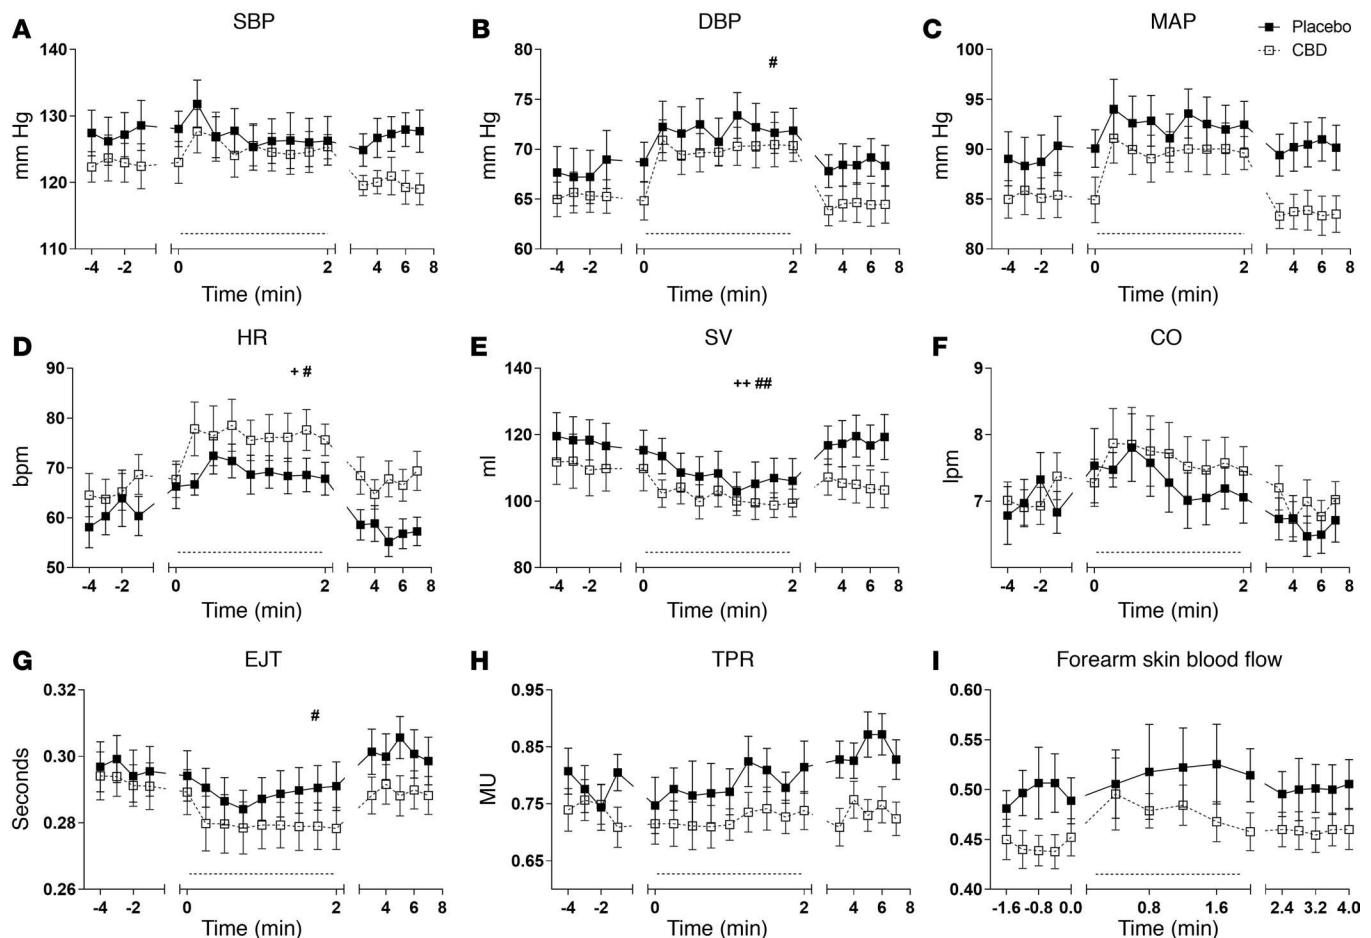 A SBP
140
130
120
110
mm Hg
-4 -2 0 2 4 6 8
Time (min)
B DBP
80
75
70
65
60
mm Hg
#
-4 -2 0 2 4 6 8
Time (min)
C MAP
100
95
90
85
80
mm Hg
Placebo
CBD
-4 -2 0 2 4 6 8
Time (min)
D HR
90
80
70
60
50
bpm
+ #
-4 -2 0 2 4 6 8
Time (min)
E SV
140
120
100
80
ml
++ ##
-4 -2 0 2 4 6 8
Time (min)
F CO
9
8
7
lpm
-4 -2 0 2 4 6 8
Time (min)
G EJT
0.32
0.30
0.28
0.26
Seconds
#
-4 -2 0 2 4 6 8
Time (min)
H TPR
0.95
0.85
0.75
0.65
MU
-4 -2 0 2 4 6 8
Time (min)
I Forearm skin blood flow
0.60
0.55
0.50
0.45
0.40
-1.6 -0.8 0.0 0.8 1.6 2.4 3.2 4.0
Time (min)